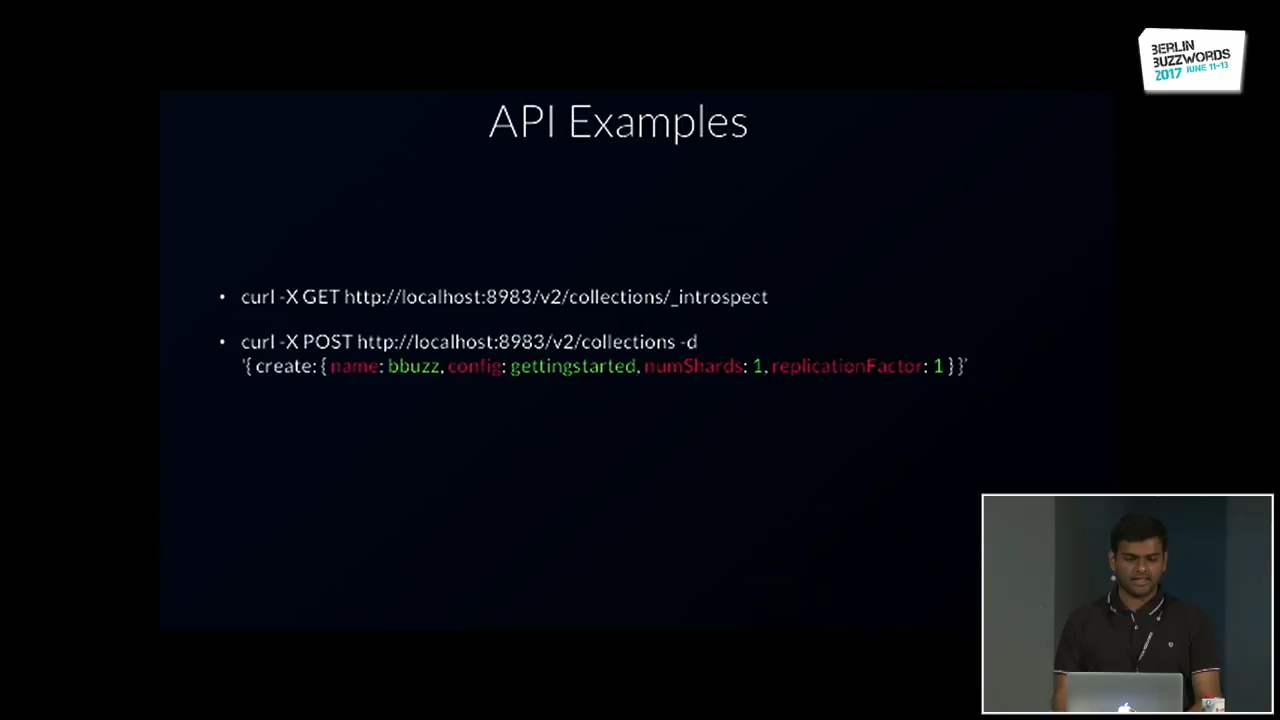 BERLIN
BUZZWORDS
2017 JUNE 11-13
API Examples
• curl -X GET http://localhost:8983/v2/collections/_introspect
• curl -X POST http://localhost:8983/v2/collections -d
'{ create: { name: bbuzz, config: gettingstarted, numShards: 1, replicationFactor: 1 } }'